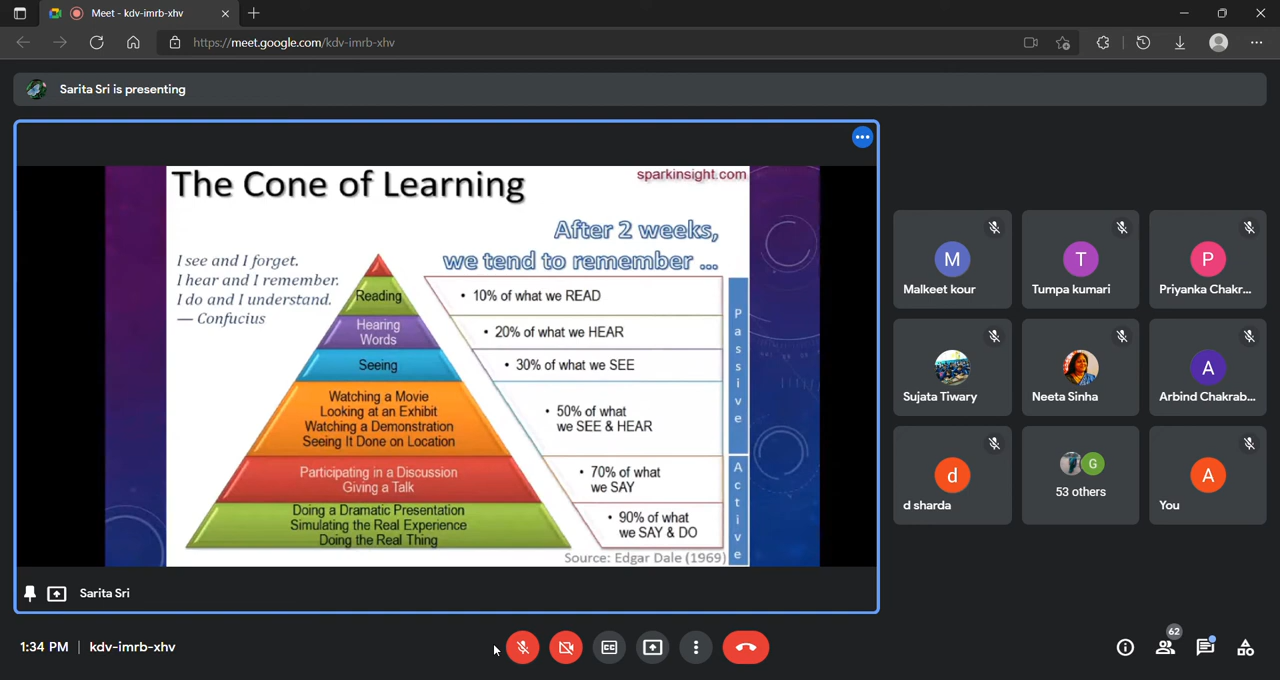 Meet - kdv-imrb-xhv
https://meet.google.com/kdv-imrb-xhv
Sarita Sri is presenting
The Cone of Learning
sparkinsight.com
After 2 weeks,
we tend to remember ...
I see and I forget.
I hear and I remember.
I do and I understand.
— Confucius
Reading
• 10% of what we READ
Hearing
Words
• 20% of what we HEAR
Seeing
• 30% of what we SEE
Watching a Movie
Looking at an Exhibit
Watching a Demonstration
Seeing It Done on Location
• 50% of what
we SEE & HEAR
Participating in a Discussion
Giving a Talk
• 70% of what
we SAY
Doing a Dramatic Presentation
Simulating the Real Experience
Doing the Real Thing
• 90% of what
we SAY & DO
Passive
Active
Source: Edgar Dale (1969)
Sarita Sri
M
Malkeet kour
T
Tumpa kumari
P
Priyanka Chakr...
Sujata Tiwary
Neeta Sinha
A
Arbind Chakrab...
d
d sharda
G
53 others
A
You
1:34 PM | kdv-imrb-xhv
CC
62